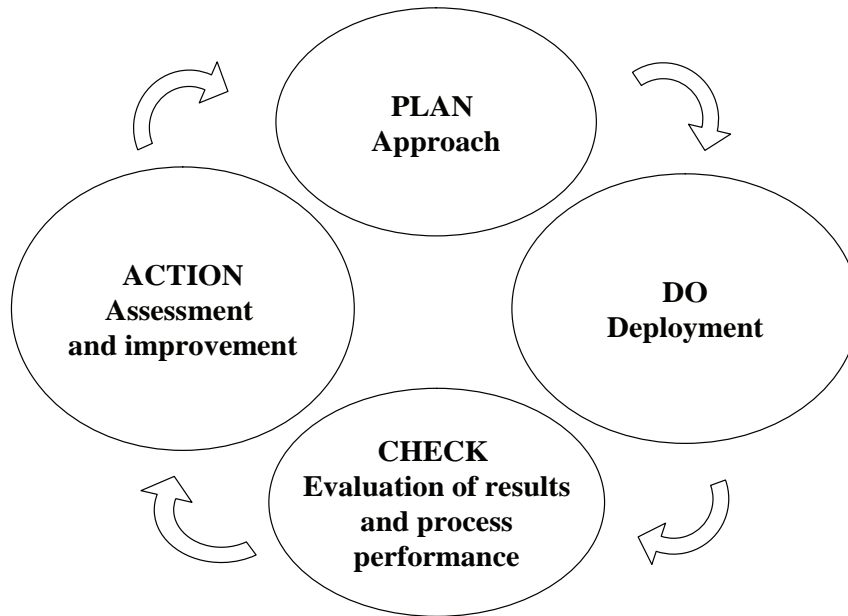 PLAN
Approach
DO
Deployment
CHECK
Evaluation of results
and process
performance
ACTION
Assessment
and improvement